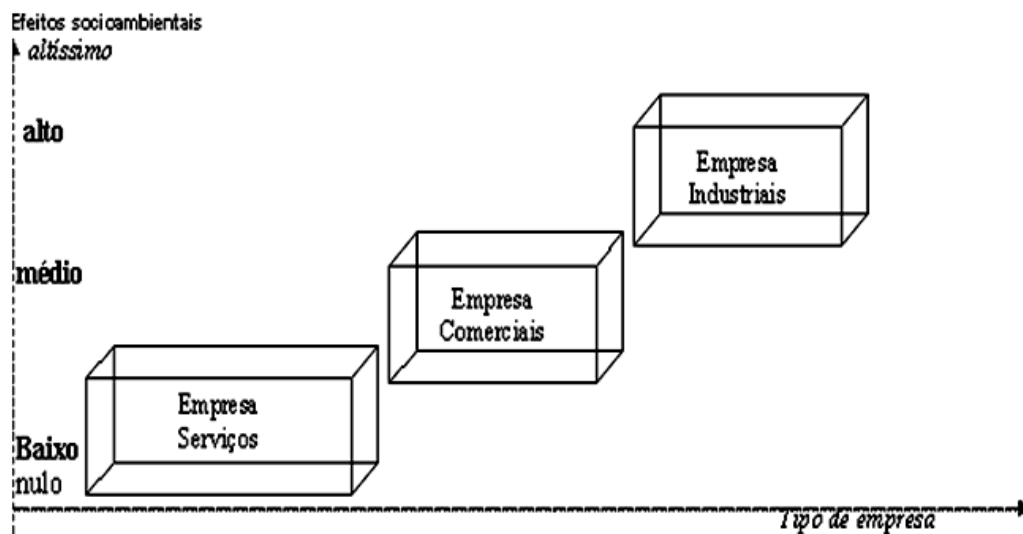 Efeitos socioambientais
altíssimo
alto
Empresa
Industriais
médio
Empresa
Comerciais
Empresa
Serviços
Baixo
nulo
Tipo de empresa